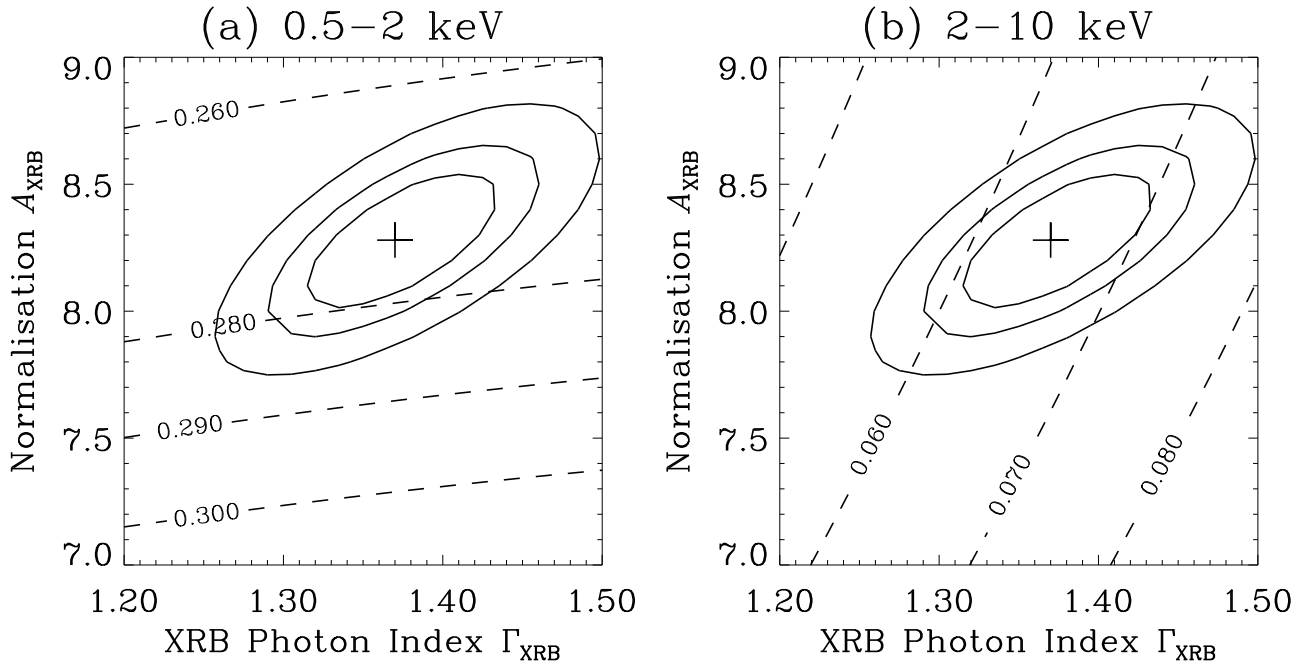 (a) 0.5−2 keV
9.0
8.5
8.0
7.5
7.0
Normalisation A_XRB
0.260
0.280
0.290
0.300
1.20 1.30 1.40 1.50
XRB Photon Index Γ_XRB
(b) 2−10 keV
9.0
8.5
8.0
7.5
7.0
Normalisation A_XRB
0.060
0.070
0.080
1.20 1.30 1.40 1.50
XRB Photon Index Γ_XRB